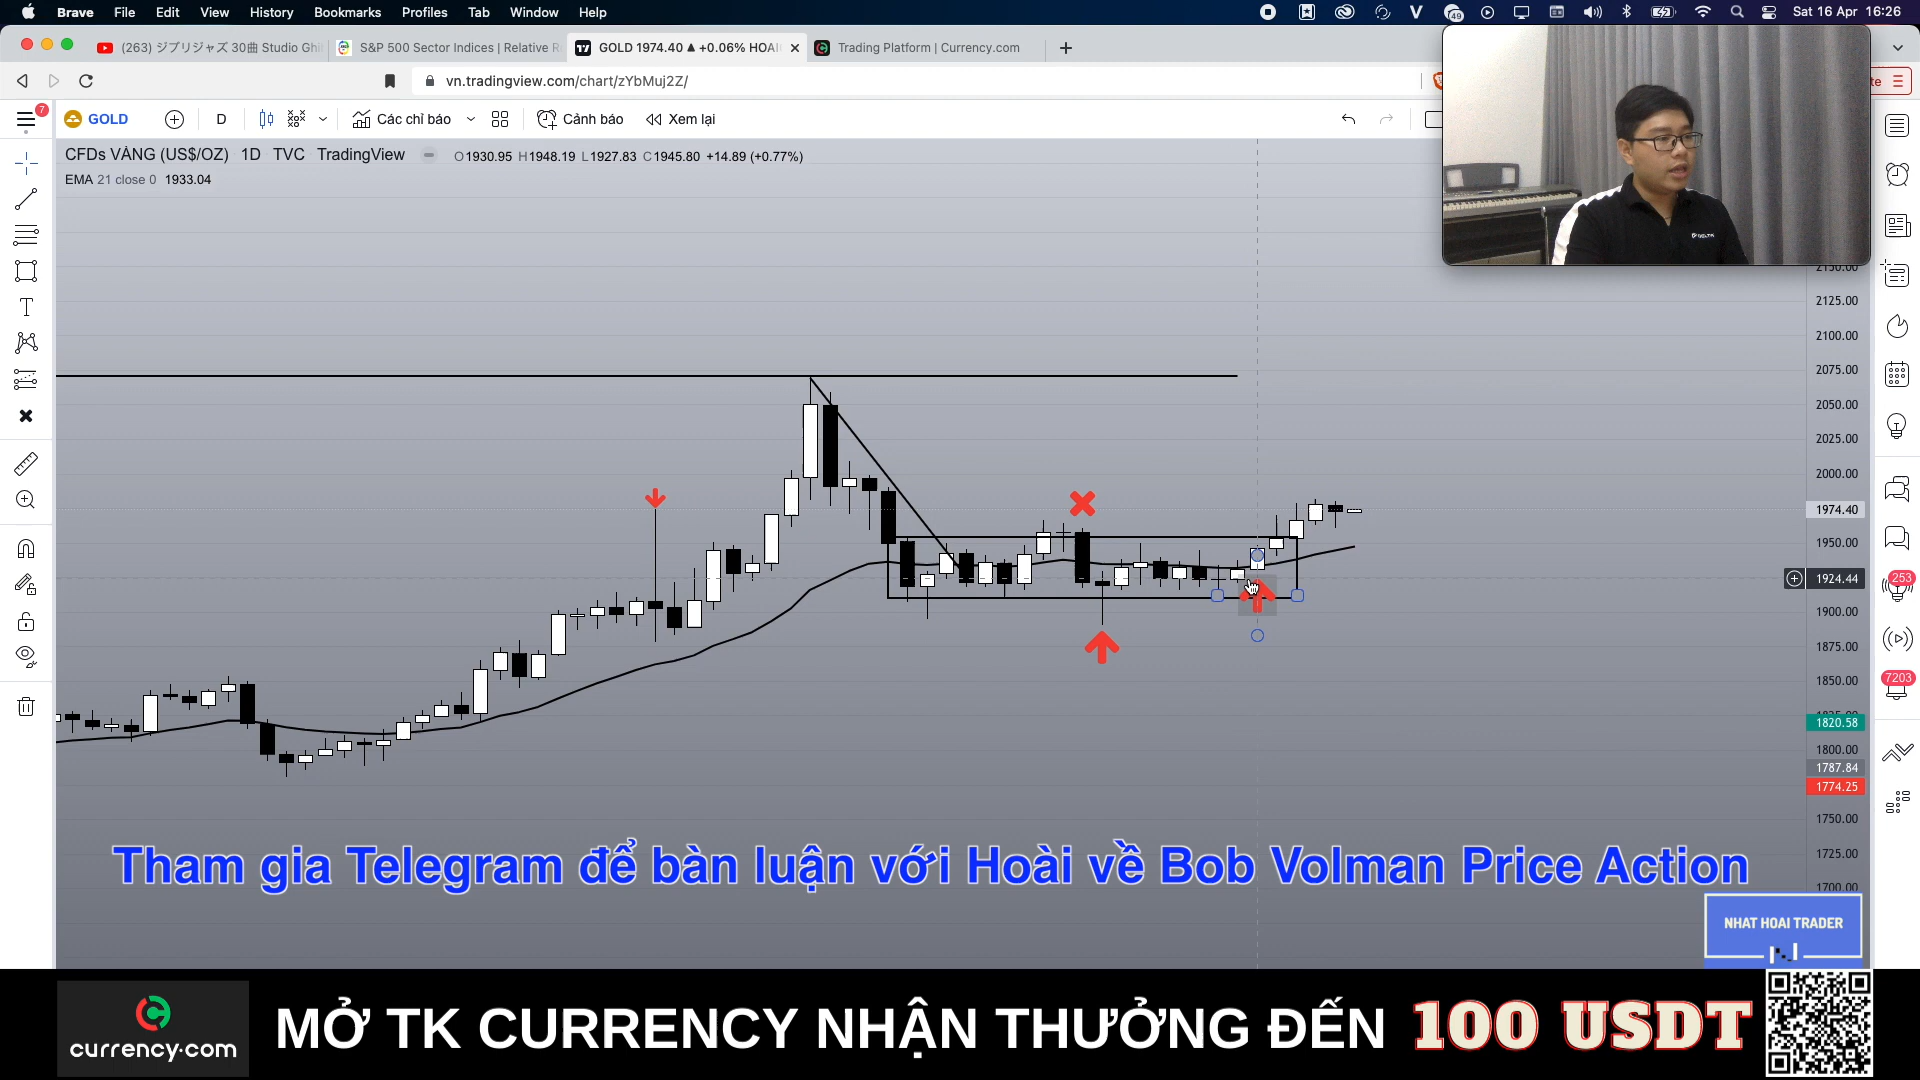 Brave File Edit View History Bookmarks Profiles Tab Window Help
49
Sat 16 Apr 16:26
(263) ジブリジャズ 30曲 Studio Ghi
S&P 500 Sector Indices | Relative R
GOLD 1974.40 ▲ +0.06% HOÀI
Trading Platform | Currency.com
vn.tradingview.com/chart/zYbMuj2Z/
7
GOLD
D
Các chỉ báo
Cảnh báo
Xem lại
CFDs VÀNG (US$/OZ) 1D TVC TradingView
O1930.95 H1948.19 L1927.83 C1945.80 +14.89 (+0.77%)
EMA 21 close 0 1933.04
2150.00
2125.00
2100.00
2075.00
2050.00
2025.00
2000.00
1974.40
1950.00
1924.44
1900.00
1875.00
1850.00
1820.58
1800.00
1787.84
1774.25
1750.00
1725.00
1700.00
253
7203
Tham gia Telegram để bàn luận với Hoài về Bob Volman Price Action
NHAT HOAI TRADER
currency.com
MỞ TK CURRENCY NHẬN THƯỞNG ĐẾN 100 USDT